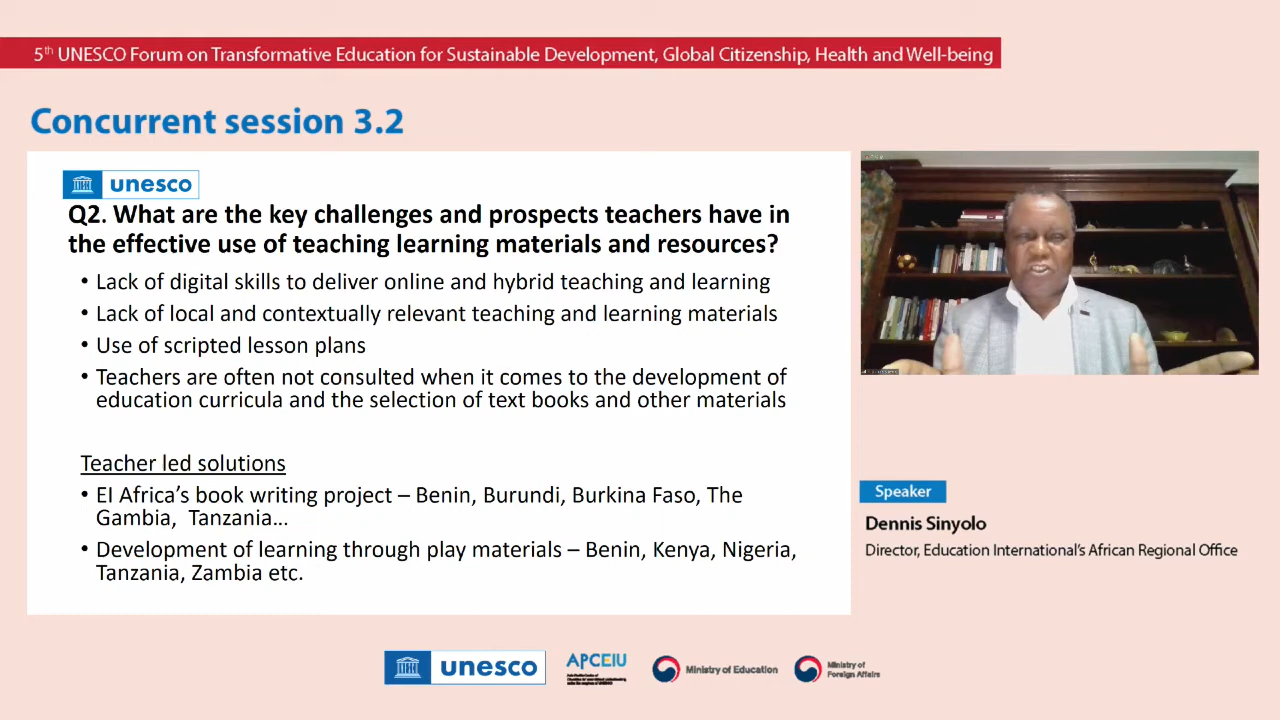 5th UNESCO Forum on Transformative Education for Sustainable Development, Global Citizenship, Health and Well-being
Concurrent session 3.2
unesco
Q2. What are the key challenges and prospects teachers have in
the effective use of teaching learning materials and resources?
• Lack of digital skills to deliver online and hybrid teaching and learning
• Lack of local and contextually relevant teaching and learning materials
• Use of scripted lesson plans
• Teachers are often not consulted when it comes to the development of
education curricula and the selection of text books and other materials
Teacher led solutions
• EI Africa's book writing project – Benin, Burundi, Burkina Faso, The
Gambia, Tanzania...
• Development of learning through play materials – Benin, Kenya, Nigeria,
Tanzania, Zambia etc.
Speaker
Dennis Sinyolo
Director, Education International's African Regional Office
unesco
APCEIU
Ministry of Education
Ministry of
Foreign Affairs